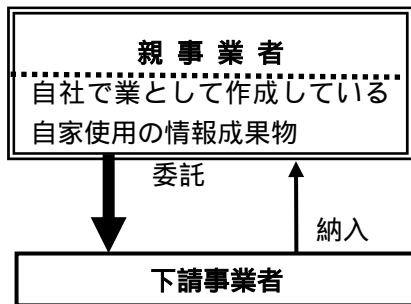 親事業者
自社で業として作成している
自家使用の情報成果物
委託
納入
下請事業者